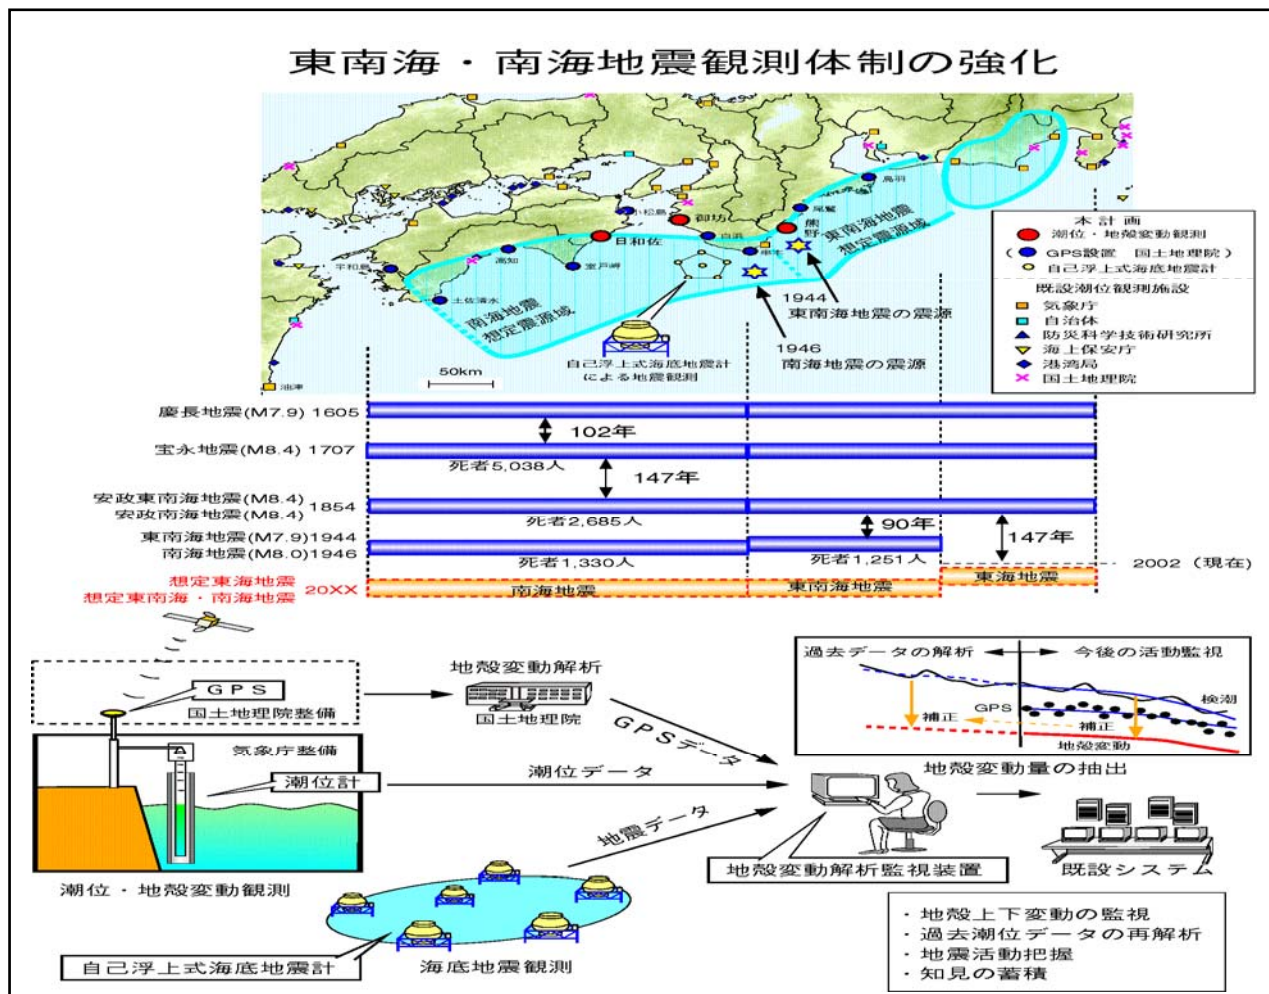 東南海・南海地震観測体制の強化
鳥羽
尾鷲
小松島
御坊
熊野
白浜
串本
日和佐
高知
室戸岬
宇和島
土佐清水
油津
東南海地震
想定震源域
南海地震
想定震源域
1944
東南海地震の震源
1946
南海地震の震源
自己浮上式海底地震計
による地震観測
50km
本計画
潮位・地殻変動観測
(GPS設置 国土地理院)
自己浮上式海底地震計
既設潮位観測施設
気象庁
自治体
防災科学技術研究所
海上保安庁
港湾局
国土地理院
慶長地震(M7.9) 1605
102年
宝永地震(M8.4) 1707
死者5,038人
147年
安政東南海地震(M8.4)
安政南海地震(M8.4)
1854
死者2,685人
90年
147年
東南海地震(M7.9)1944
南海地震(M8.0)1946
死者1,330人
死者1,251人
2002 (現在)
想定東海地震
想定東南海・南海地震
20XX
南海地震
東南海地震
東海地震
GPS
国土地理院整備
地殻変動解析
国土地理院
GPSデータ
気象庁整備
潮位計
潮位データ
潮位・地殻変動観測
地震データ
自己浮上式海底地震計
海底地震観測
地殻変動解析監視装置
過去データの解析
今後の活動監視
検潮
GPS
補正
補正
地殻変動
地殻変動量の抽出
既設システム
・地殻上下変動の監視
・過去潮位データの再解析
・地震活動把握
・知見の蓄積